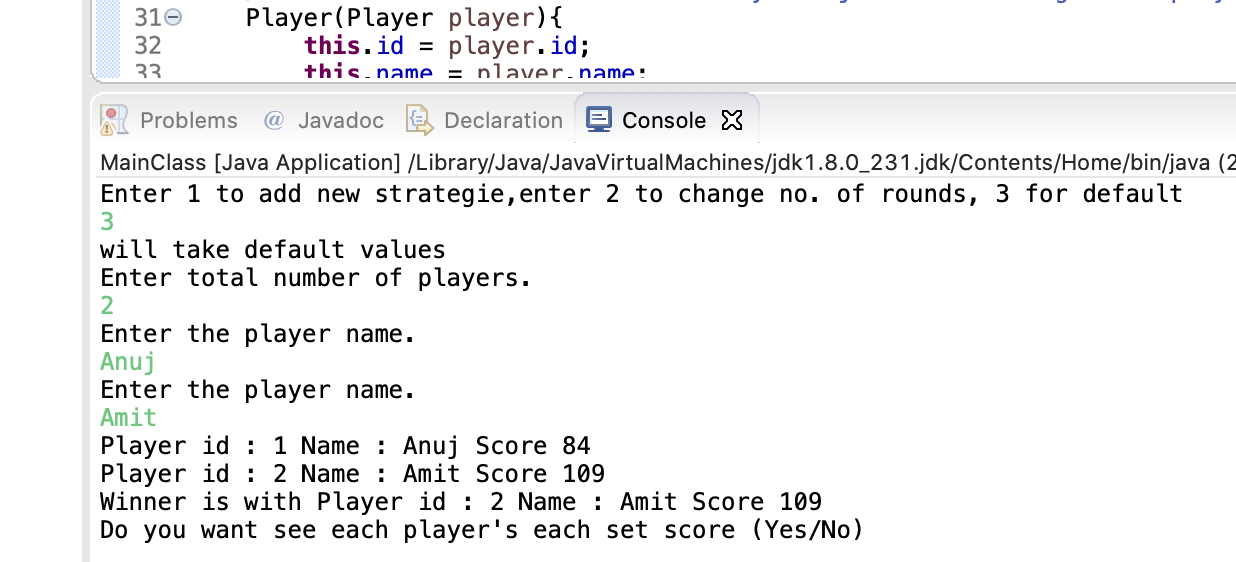 31 Player(Player player){
32 this.id = player.id;
33 this.name = player.name;
Problems @ Javadoc Declaration Console
MainClass [Java Application] /Library/Java/JavaVirtualMachines/jdk1.8.0_231.jdk/Contents/Home/bin/java (2
Enter 1 to add new strategie,enter 2 to change no. of rounds, 3 for default
3
will take default values
Enter total number of players.
2
Enter the player name.
Anuj
Enter the player name.
Amit
Player id : 1 Name : Anuj Score 84
Player id : 2 Name : Amit Score 109
Winner is with Player id : 2 Name : Amit Score 109
Do you want see each player's each set score (Yes/No)